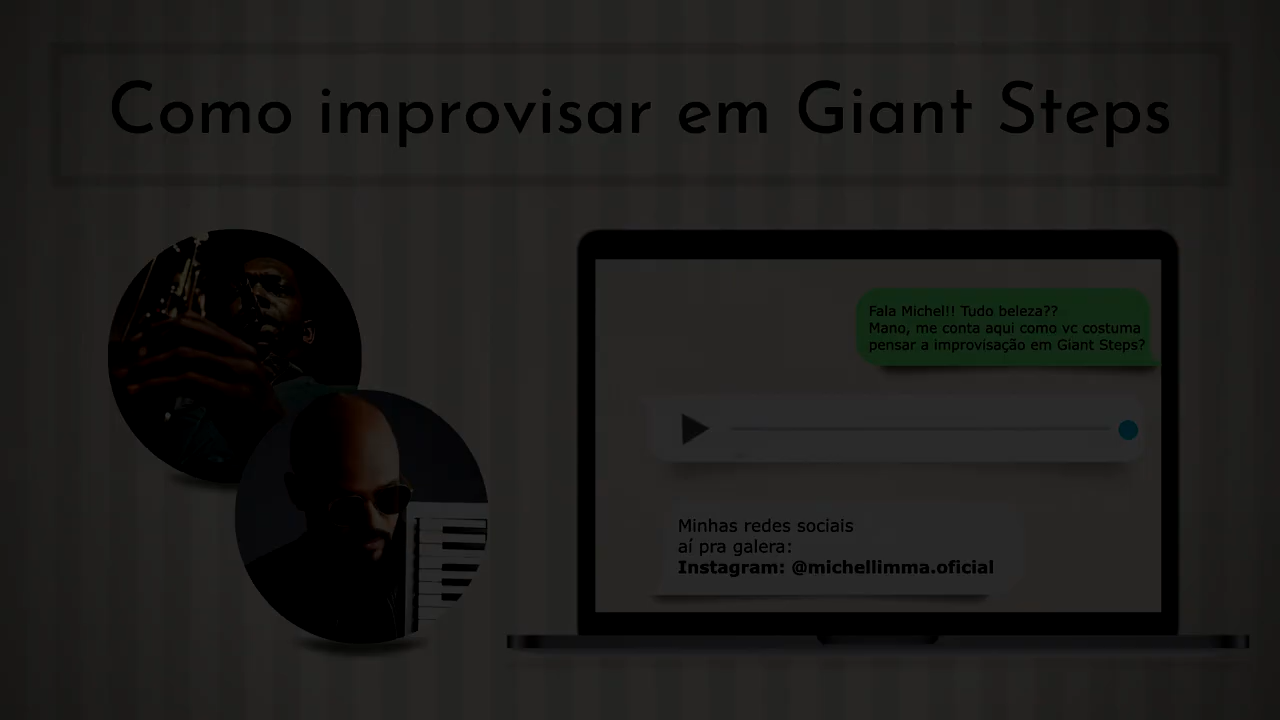 Como improvisar em Giant Steps
Fala Michel!! Tudo beleza??
Mano, me conta aqui como vc costuma
pensar a improvisação em Giant Steps?
Minhas redes sociais
aí pra galera:
Instagram: @michellimma.oficial